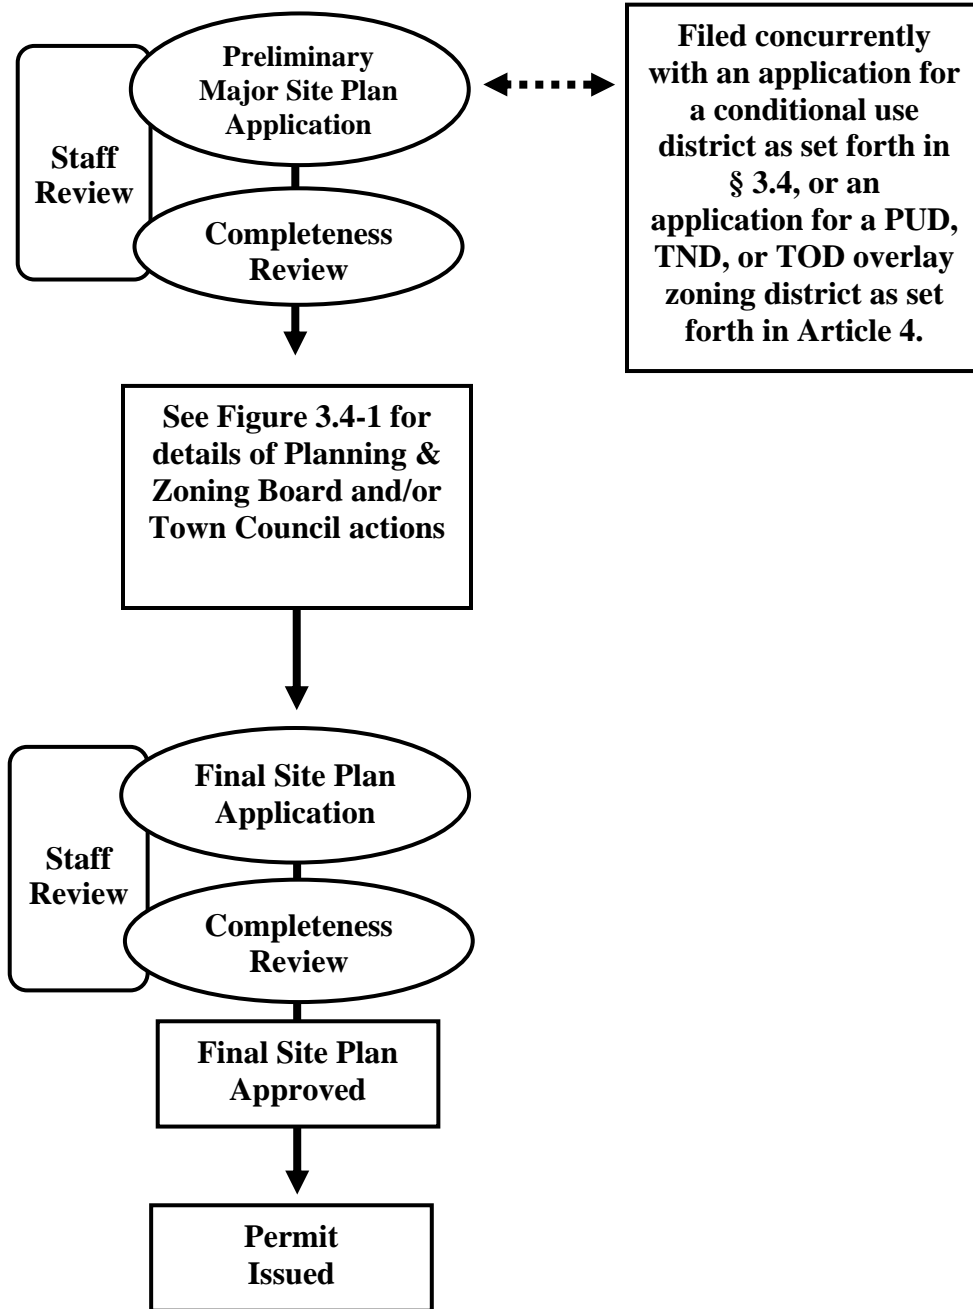 Preliminary
Major Site Plan
Application
Staff
Review
Completeness
Review
Filed concurrently
with an application for
a conditional use
district as set forth in
§ 3.4, or an
application for a PUD,
TND, or TOD overlay
zoning district as set
forth in Article 4.
See Figure 3.4-1 for
details of Planning &
Zoning Board and/or
Town Council actions
Final Site Plan
Application
Staff
Review
Completeness
Review
Final Site Plan
Approved
Permit
Issued